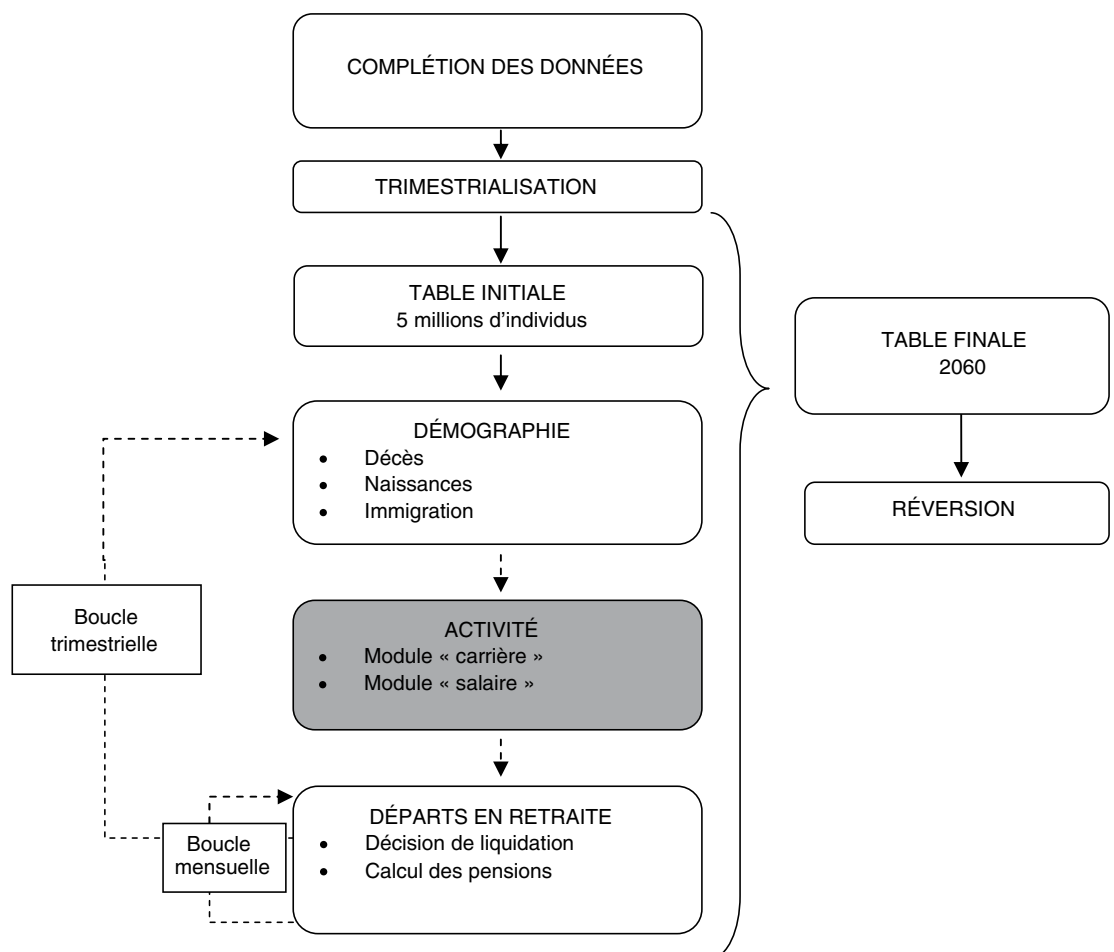 COMPLÉTION DES DONNÉES
TRIMESTRIALISATION
TABLE INITIALE
5 millions d’individus
DÉMOGRAPHIE
• Décès
• Naissances
• Immigration
Boucle
trimestrielle
ACTIVITÉ
• Module « carrière »
• Module « salaire »
DÉPARTS EN RETRAITE
• Décision de liquidation
• Calcul des pensions
Boucle
mensuelle
TABLE FINALE
2060
RÉVERSION